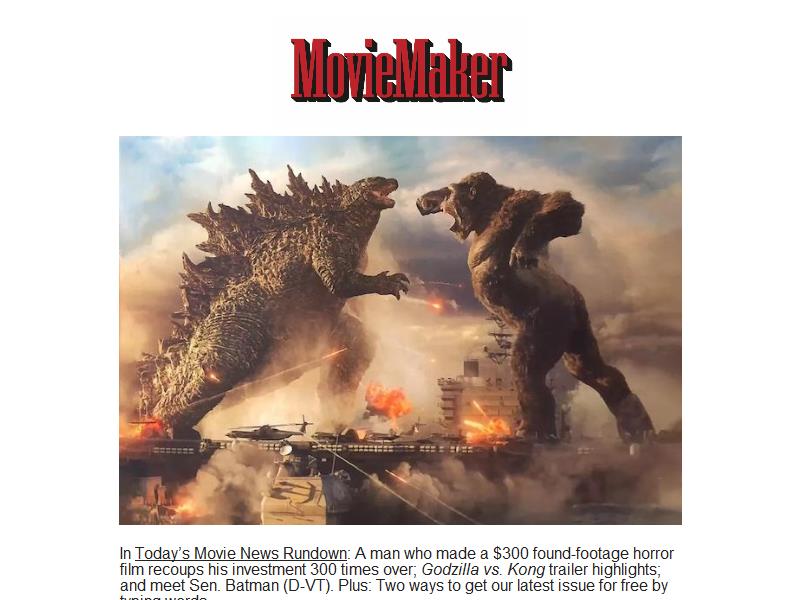 MovieMaker
In Today's Movie News Rundown: A man who made a $300 found-footage horror
film recoups his investment 300 times over; Godzilla vs. Kong trailer highlights;
and meet Sen. Batman (D-VT). Plus: Two ways to get our latest issue for free by
typing words